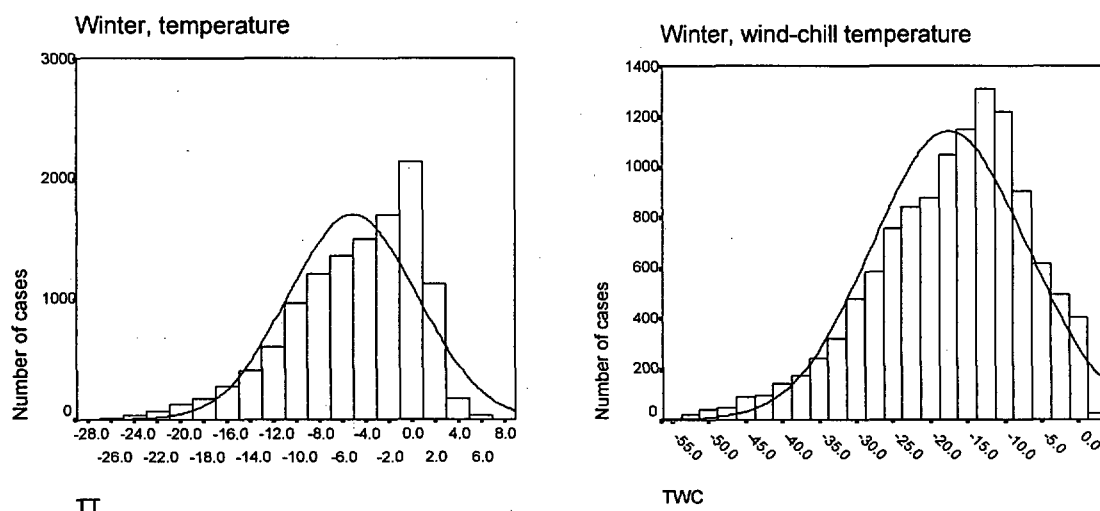 Winter, temperature
3000
2000
1000
0
Number of cases
-28.0 -24.0 -20.0 -16.0 -12.0 -8.0 -4.0 0.0 4.0 8.0
-26.0 -22.0 -18.0 -14.0 -10.0 -6.0 -2.0 2.0 6.0
TT
Winter, wind-chill temperature
1400
1200
1000
800
600
400
200
0
Number of cases
-55.0 -50.0 -45.0 -40.0 -35.0 -30.0 -25.0 -20.0 -15.0 -10.0 -5.0 0.0
TWC